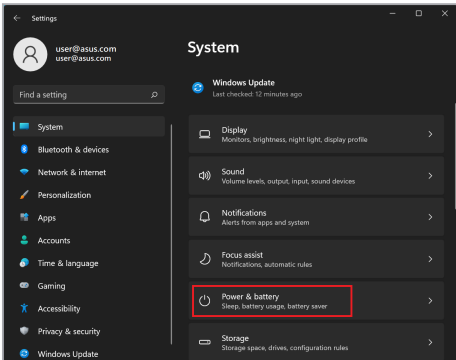 Settings
user@asus.com
user@asus.com
Find a setting
System
Bluetooth & devices
Network & internet
Personalization
Apps
Accounts
Time & language
Gaming
Accessibility
Privacy & security
Windows Update
System
Windows Update
Last checked: 12 minutes ago
Display
Monitors, brightness, night light, display profile
Sound
Volume levels, output, input, sound devices
Notifications
Alerts from apps and system
Focus assist
Notifications, automatic rules
Power & battery
Sleep, battery usage, battery saver
Storage
Storage space, drives, configuration rules